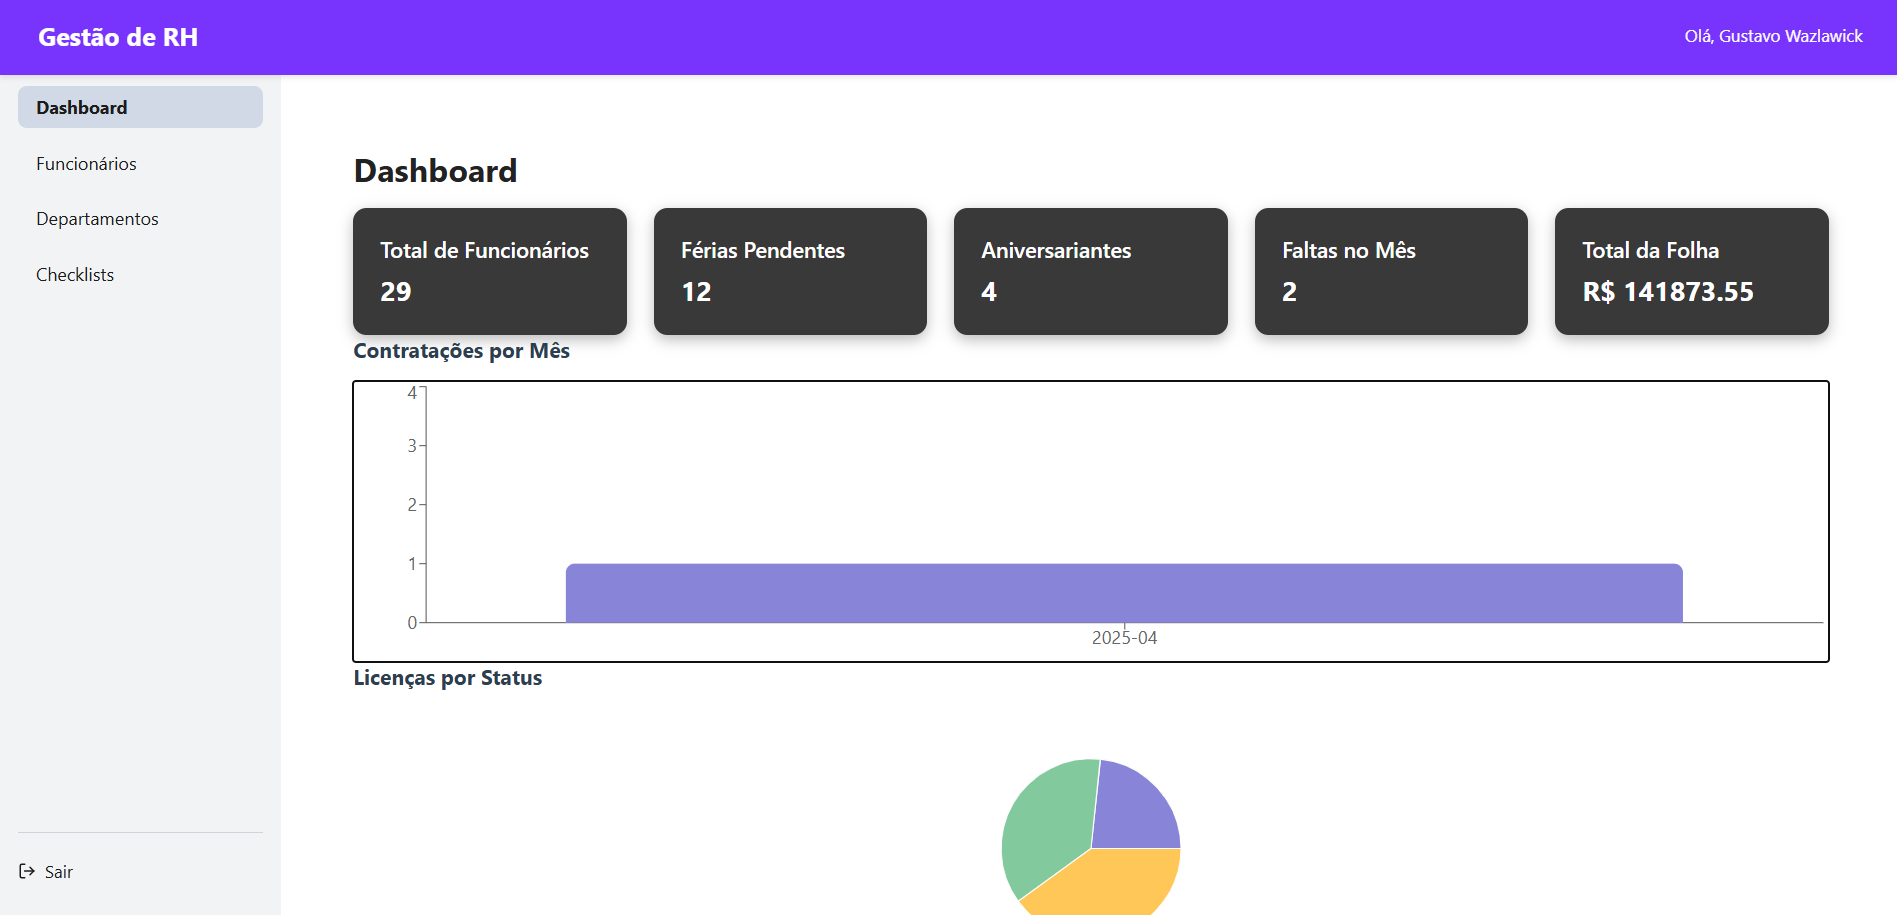 Gestão de RH
Olá, Gustavo Wazlawick
Dashboard
Funcionários
Departamentos
Checklists
Sair
Dashboard
Total de Funcionários
29
Férias Pendentes
12
Aniversariantes
4
Faltas no Mês
2
Total da Folha
R$ 141873.55
Contratações por Mês
4
3
2
1
0
2025-04
Licenças por Status